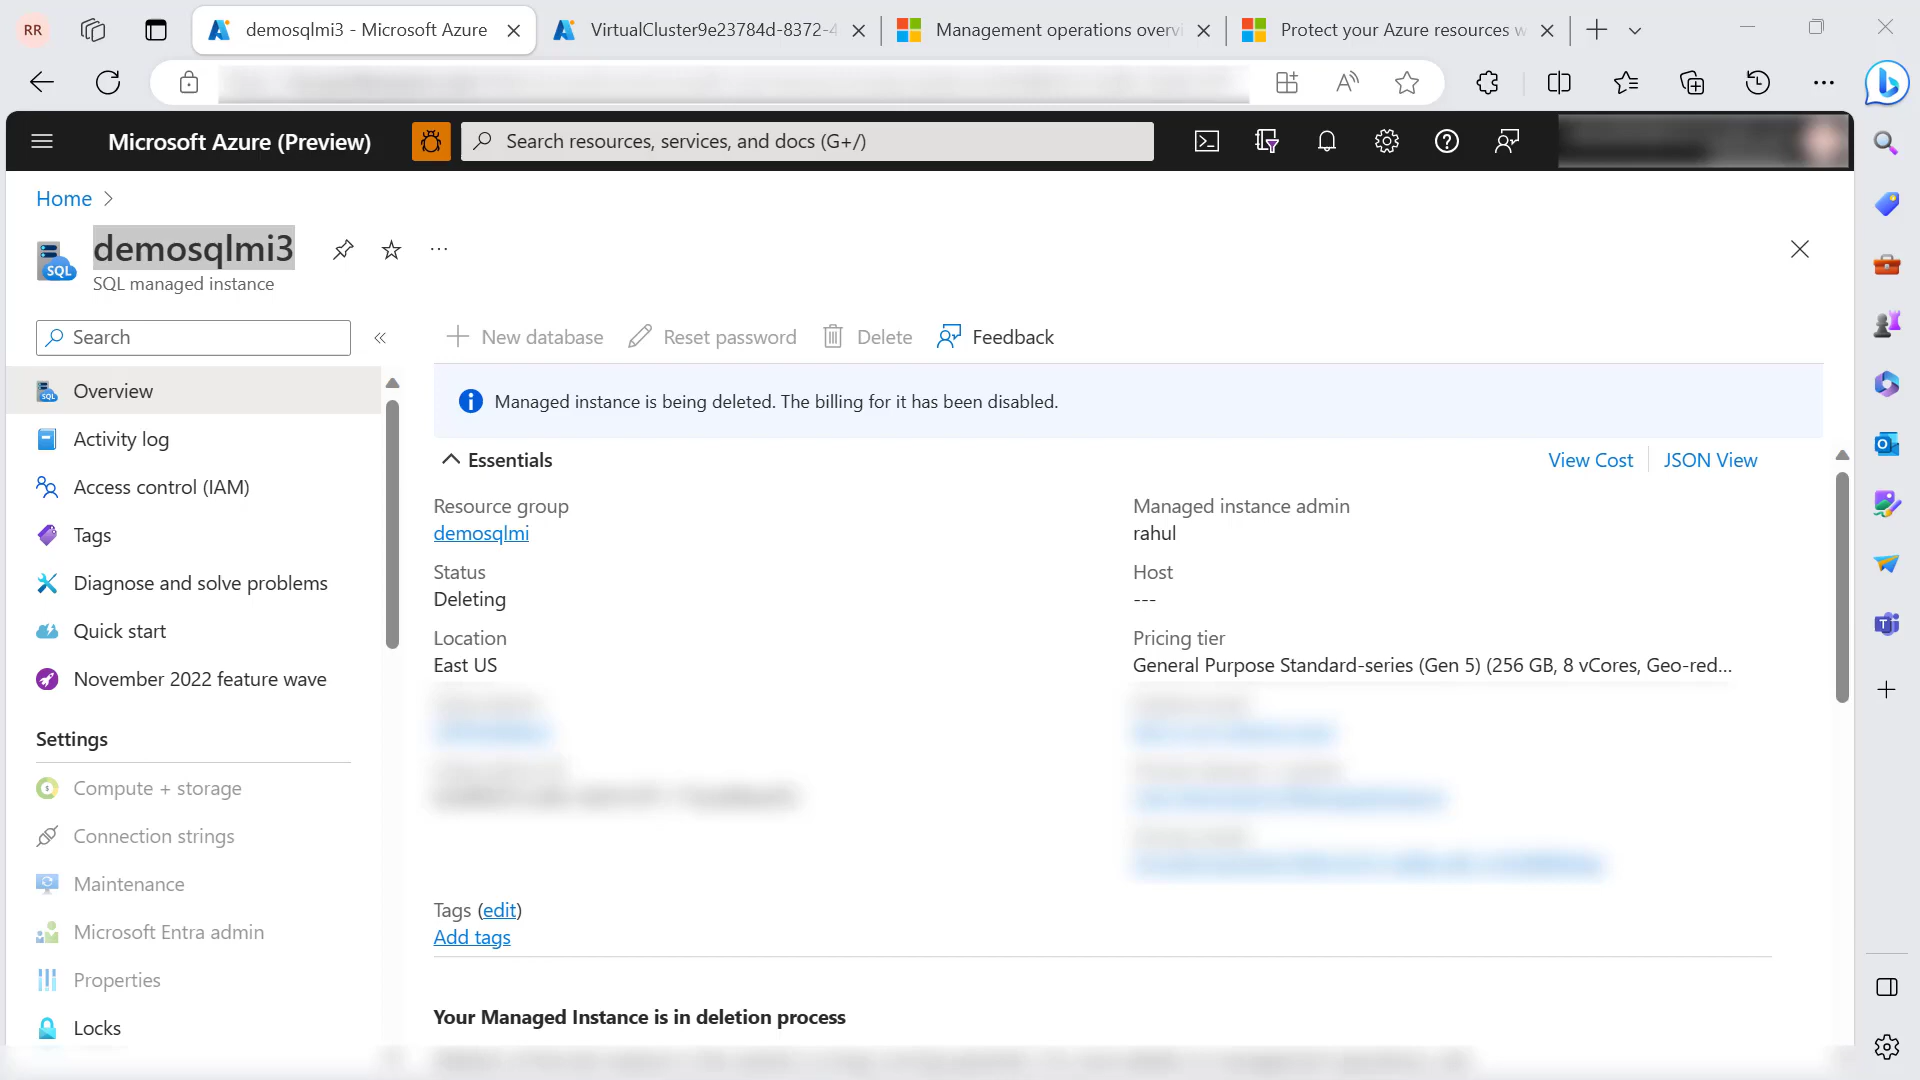 RR
demosqlmi3 - Microsoft Azure
VirtualCluster9e23784d-8372-4
Management operations overvi
Protect your Azure resources w
Microsoft Azure (Preview)
Search resources, services, and docs (G+/)
Home
demosqlmi3
SQL
SQL managed instance
Search
New database
Reset password
Delete
Feedback
Overview
Managed instance is being deleted. The billing for it has been disabled.
Activity log
Essentials
View Cost
JSON View
Access control (IAM)
Resource group
Managed instance admin
demosqlmi
rahul
Tags
Status
Host
Diagnose and solve problems
Deleting
---
Quick start
Location
Pricing tier
East US
General Purpose Standard-series (Gen 5) (256 GB, 8 vCores, Geo-red...
November 2022 feature wave
Settings
Compute + storage
Connection strings
Maintenance
Tags (edit)
Microsoft Entra admin
Add tags
Properties
Your Managed Instance is in deletion process
Locks